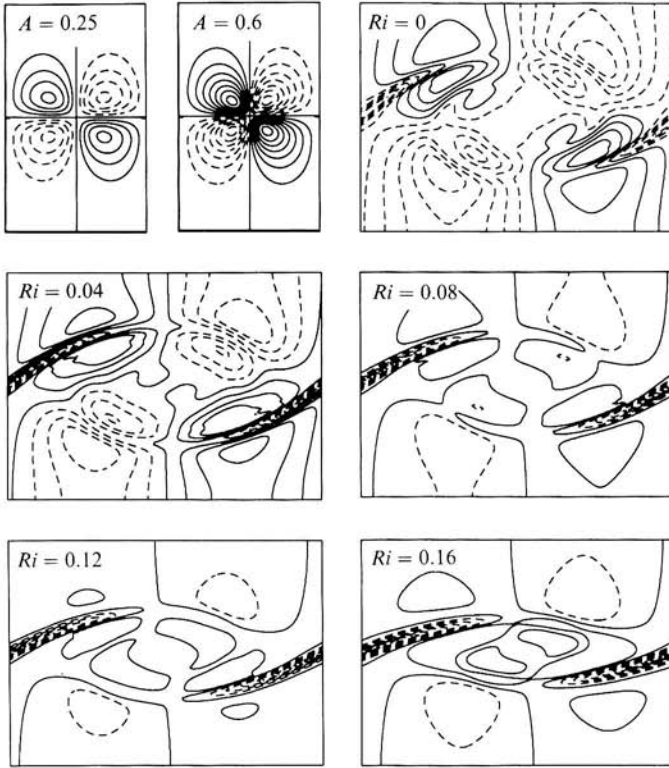 A = 0.25
A = 0.6
Ri = 0
Ri = 0.04
Ri = 0.08
Ri = 0.12
Ri = 0.16